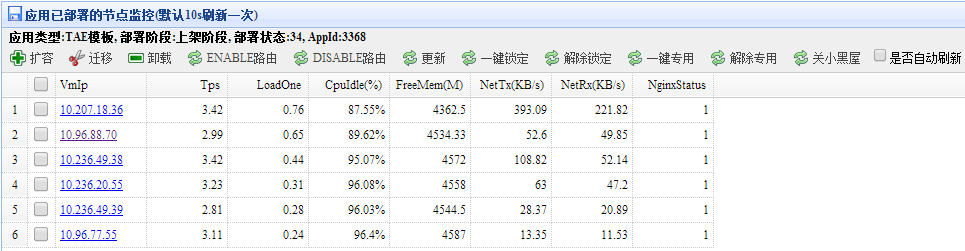 应用已部署的节点监控(默认10s刷新一次)
应用类型:TAE模板, 部署阶段:上架阶段, 部署状态:34, AppId:3368
扩容 迁移 卸载 ENABLE路由 DISABLE路由 更新 一键锁定 解除锁定 一键专用 解除专用 关小黑屋 是否自动刷新
VmIp Tps LoadOne CpuIdle(%) FreeMem(M) NetTx(KB/s) NetRx(KB/s) NginxStatus
1 10.207.18.36 3.42 0.76 87.55% 4362.5 393.09 221.82 1
2 10.96.88.70 2.99 0.65 89.62% 4534.33 52.6 49.85 1
3 10.236.49.38 3.42 0.44 95.07% 4572 108.82 52.14 1
4 10.236.20.55 3.23 0.31 96.08% 4558 63 47.2 1
5 10.236.49.39 2.81 0.28 96.03% 4544.5 28.37 20.89 1
6 10.96.77.55 3.11 0.24 96.4% 4587 13.35 11.53 1